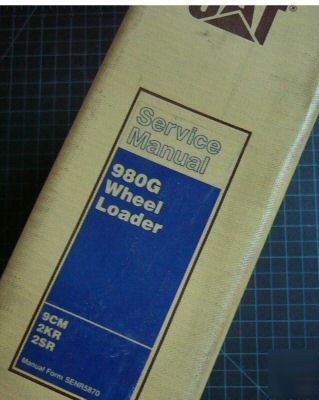 CAT®
Service
Manual
980G
Wheel
Loader
9CM
2KR
2SR
Manual Form SENR5870